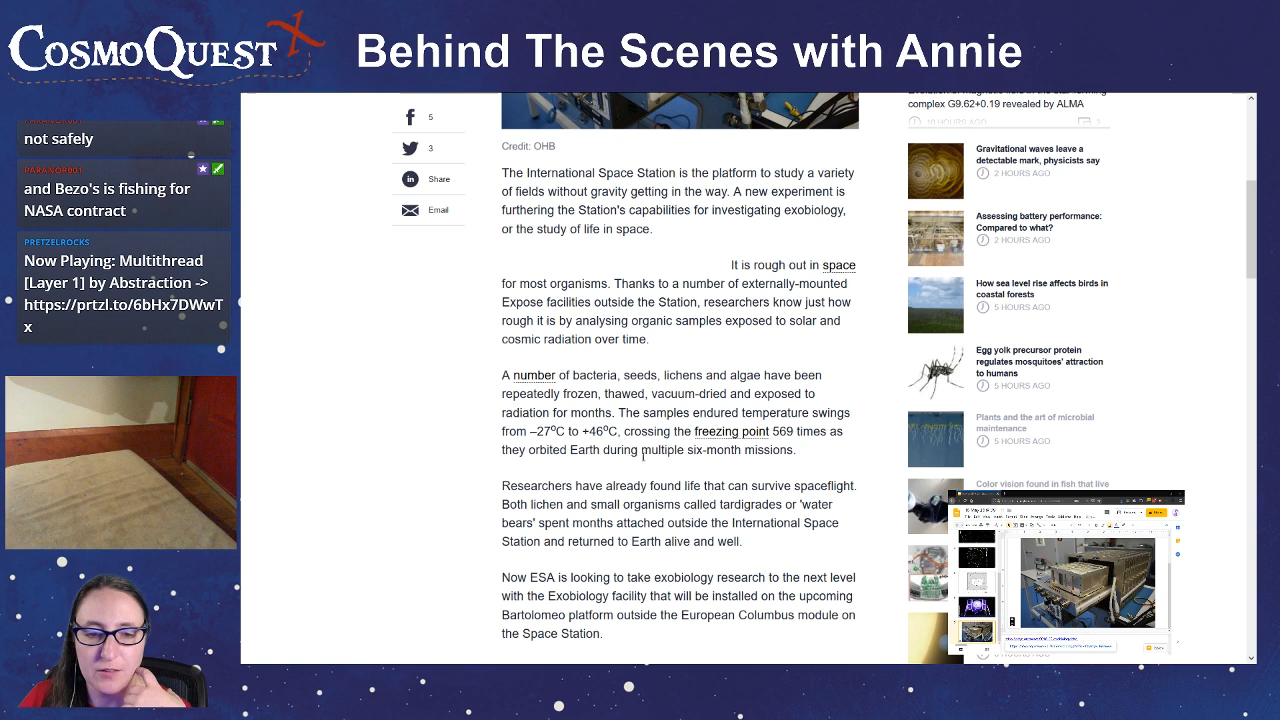 COSMOQUEST X
Behind The Scenes with Annie
not safely
PARANOR001
and Bezo's is fishing for
NASA contract
PRETZELROCKS
Now Playing: Multithread
[Layer 1] by Abstraction ->
https://przl.to/6bHx7DWwT
x
5
3
Share
Email
Credit: OHB
The International Space Station is the platform to study a variety
of fields without gravity getting in the way. A new experiment is
furthering the Station's capabilities for investigating exobiology,
or the study of life in space.
It is rough out in space
for most organisms. Thanks to a number of externally-mounted
Expose facilities outside the Station, researchers know just how
rough it is by analysing organic samples exposed to solar and
cosmic radiation over time.
A number of bacteria, seeds, lichens and algae have been
repeatedly frozen, thawed, vacuum-dried and exposed to
radiation for months. The samples endured temperature swings
from –27ºC to +46ºC, crossing the freezing point 569 times as
they orbited Earth during multiple six-month missions.
Researchers have already found life that can survive spaceflight.
Both lichen and small organisms called tardigrades or 'water
bears' spent months attached outside the International Space
Station and returned to Earth alive and well.
Now ESA is looking to take exobiology research to the next level
with the Exobiology facility that will be installed on the upcoming
Bartolomeo platform outside the European Columbus module on
the Space Station.
complex G9.62+0.19 revealed by ALMA
10 HOURS AGO
Gravitational waves leave a
detectable mark, physicists say
2 HOURS AGO
Assessing battery performance:
Compared to what?
2 HOURS AGO
How sea level rise affects birds in
coastal forests
5 HOURS AGO
Egg yolk precursor protein
regulates mosquitoes' attraction
to humans
5 HOURS AGO
Plants and the art of microbial
maintenance
5 HOURS AGO
Color vision found in fish that live